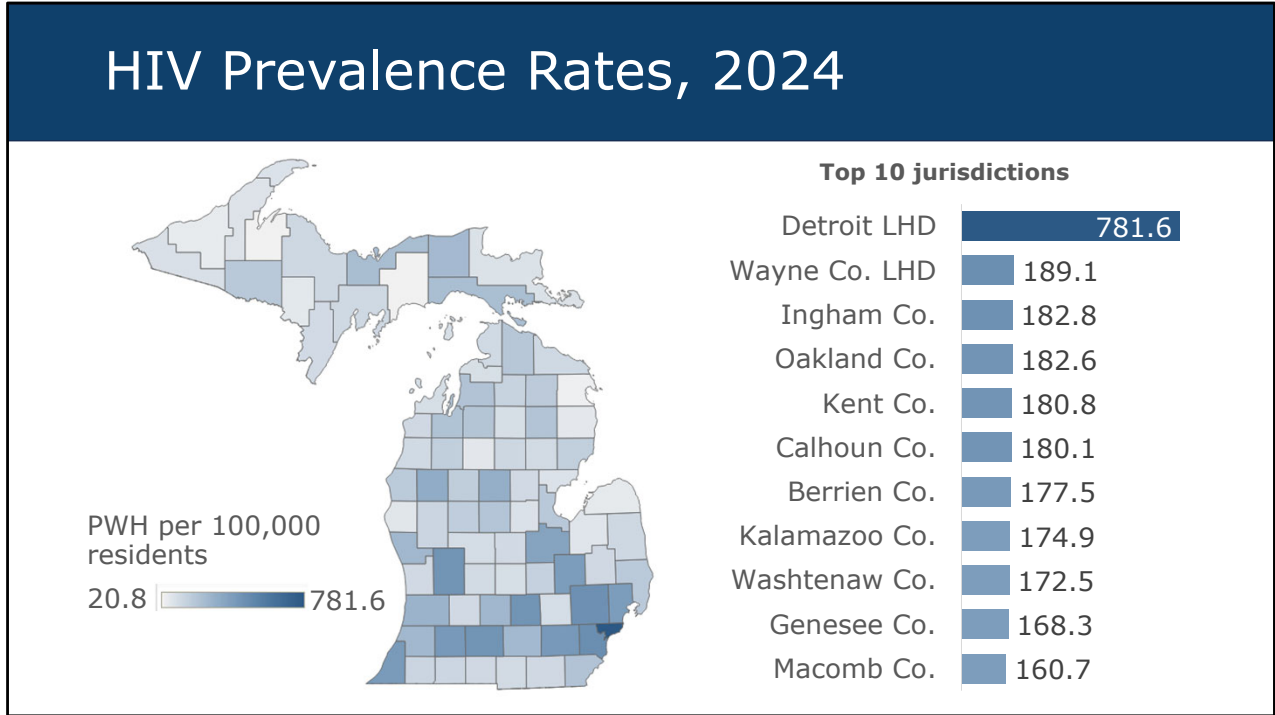 HIV Prevalence Rates, 2024
PWH per 100,000
residents
20.8 781.6
Top 10 jurisdictions
Detroit LHD 781.6
Wayne Co. LHD 189.1
Ingham Co. 182.8
Oakland Co. 182.6
Kent Co. 180.8
Calhoun Co. 180.1
Berrien Co. 177.5
Kalamazoo Co. 174.9
Washtenaw Co. 172.5
Genesee Co. 168.3
Macomb Co. 160.7